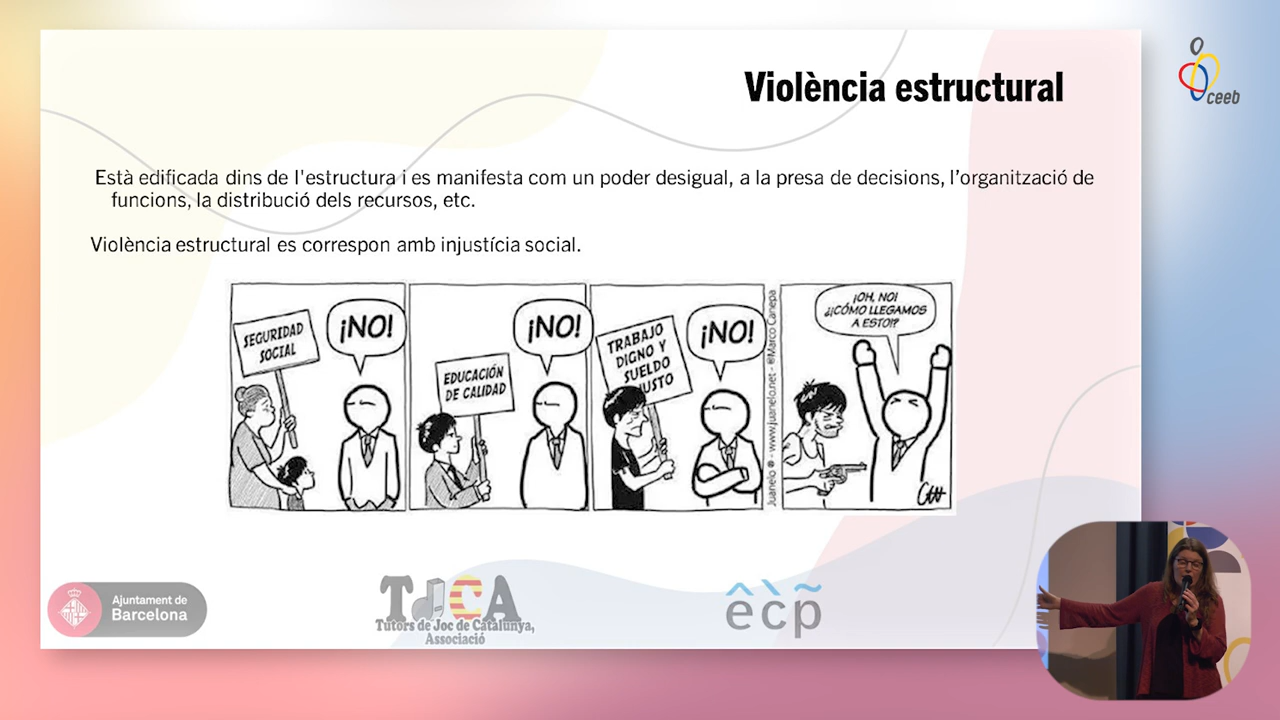 Violència estructural
ceeb
Està edificada dins de l'estructura i es manifesta com un poder desigual, a la presa de decisions, l'organització de
funcions, la distribució dels recursos, etc.
Violència estructural es correspon amb injustícia social.
SEGURIDAD
SOCIAL
¡NO!
EDUCACIÓN
DE CALIDAD
¡NO!
TRABAJO
DIGNO Y
SUELDO
JUSTO
¡NO!
Juanelo ® - www.juanelo.net - @Marco Canepa
¡OH, NO!
¿¡CÓMO LLEGAMOS
A ESTO!?
Ajuntament de
Barcelona
TJCA
Tutors de Joc de Catalunya,
Associació
ecp